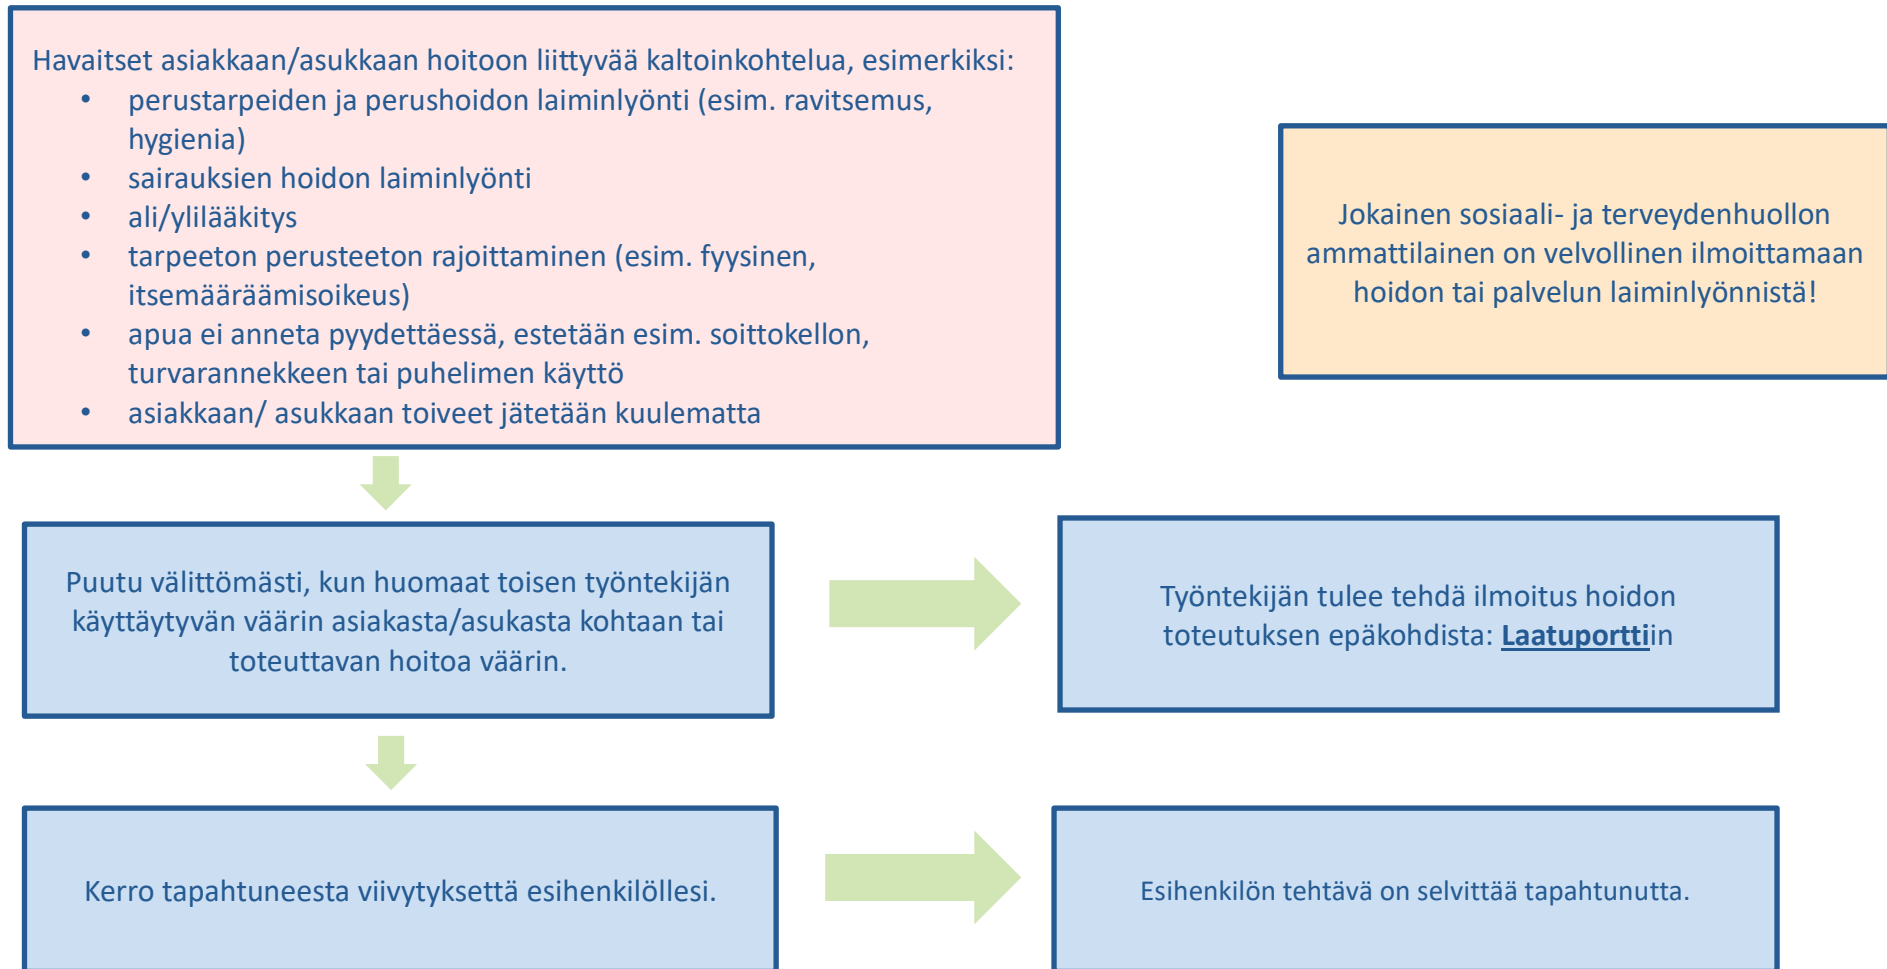 Havaitset asiakkaan/asukkaan hoitoon liittyvää kaltoinkohtelua, esimerkiksi:
• perustarpeiden ja perushoidon laiminlyönti (esim. ravitsemus,
hygienia)
• sairauksien hoidon laiminlyönti
• ali/ylilääkitys
• tarpeeton perusteeton rajoittaminen (esim. fyysinen,
itsemääräämisoikeus)
• apua ei anneta pyydettäessä, estetään esim. soittokellon,
turvarannekkeen tai puhelimen käyttö
• asiakkaan/ asukkaan toiveet jätetään kuulematta
Jokainen sosiaali- ja terveydenhuollon
ammattilainen on velvollinen ilmoittamaan
hoidon tai palvelun laiminlyönnistä!
Puutu välittömästi, kun huomaat toisen työntekijän
käyttäytyvän väärin asiakasta/asukasta kohtaan tai
toteuttavan hoitoa väärin.
Työntekijän tulee tehdä ilmoitus hoidon
toteutuksen epäkohdista: Laatuporttiin
Kerro tapahtuneesta viivytyksettä esihenkilöllesi.
Esihenkilön tehtävä on selvittää tapahtunutta.